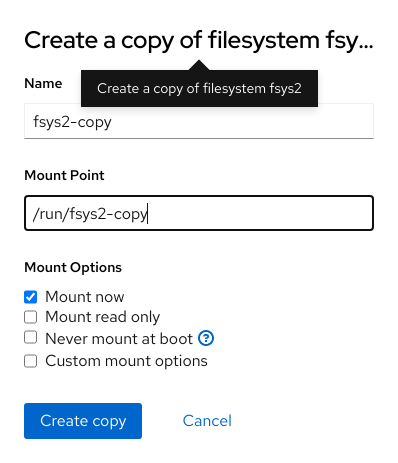 Create a copy of filesystem fsy...
Name
Create a copy of filesystem fsys2
fsys2-copy
Mount Point
/run/fsys2-copy
Mount Options
Mount now
Mount read only
Never mount at boot ?
Custom mount options
Create copy Cancel